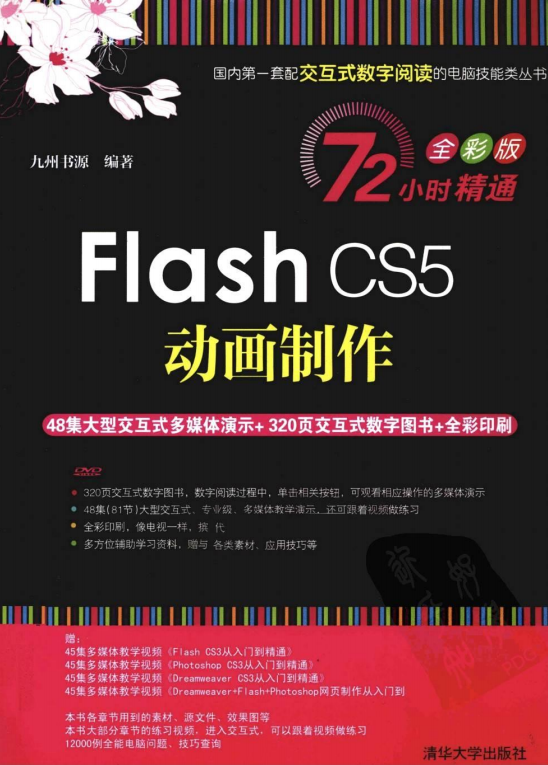 国内第一套配交互式数字阅读的电脑技能类丛书
72小时精通
全彩版
九州书源 编著
Flash CS5
动画制作
48集大型交互式多媒体演示+320页交互式数字图书+全彩印刷
DVD
320页交互式数字图书，数字阅读过程中，单击相关按钮，可观看相应操作的多媒体演示
48集(81节)大型交互式、专业级、多媒体教学演示，还可跟着视频做练习
全彩印刷，像电视一样，摈 代
多方位辅助学习资料，赠与 各类素材、应用技巧等
赠：
45集多媒体教学视频《Flash CS3从入门到精通》
45集多媒体教学视频《Photoshop CS3从入门到精通》
45集多媒体教学视频《Dreamweaver CS3从入门到精通》
45集多媒体教学视频《Dreamweaver+Flash+Photoshop网页制作从入门到
本书各章节用到的素材、源文件、效果图等
本书大部分章节的练习视频，进入交互式，可以跟着视频做练习
12000例全能电脑问题、技巧查询
清华大学出版社